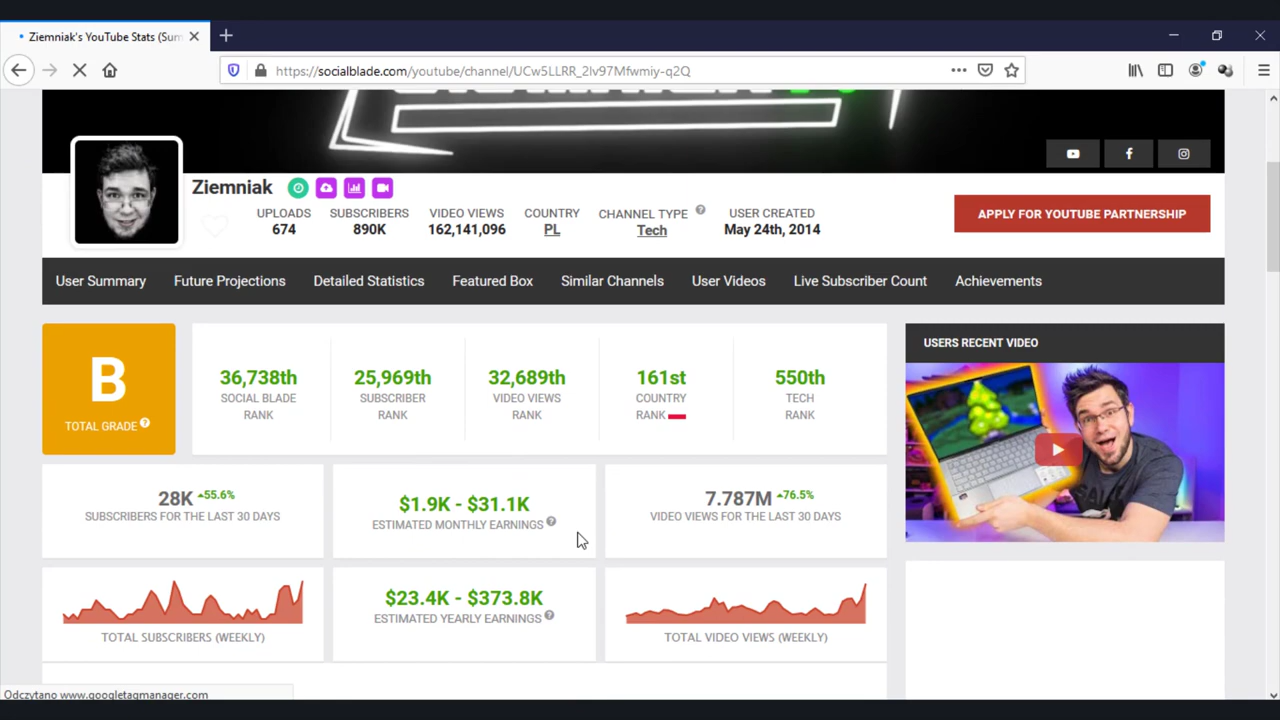 Ziemniak's YouTube Stats (Sum
https://socialblade.com/youtube/channel/UCw5LLRR_2lv97Mfwmiy-q2Q
Ziemniak
UPLOADS
674
SUBSCRIBERS
890K
VIDEO VIEWS
162,141,096
COUNTRY
PL
CHANNEL TYPE ?
Tech
USER CREATED
May 24th, 2014
APPLY FOR YOUTUBE PARTNERSHIP
User Summary Future Projections Detailed Statistics Featured Box Similar Channels User Videos Live Subscriber Count Achievements
B
TOTAL GRADE ?
36,738th
SOCIAL BLADE
RANK
25,969th
SUBSCRIBER
RANK
32,689th
VIDEO VIEWS
RANK
161st
COUNTRY
RANK
550th
TECH
RANK
USERS RECENT VIDEO
28K 55.6%
SUBSCRIBERS FOR THE LAST 30 DAYS
$1.9K - $31.1K
ESTIMATED MONTHLY EARNINGS ?
7.787M 76.5%
VIDEO VIEWS FOR THE LAST 30 DAYS
TOTAL SUBSCRIBERS (WEEKLY)
$23.4K - $373.8K
ESTIMATED YEARLY EARNINGS ?
TOTAL VIDEO VIEWS (WEEKLY)
Odczytano www.googletagmanager.com